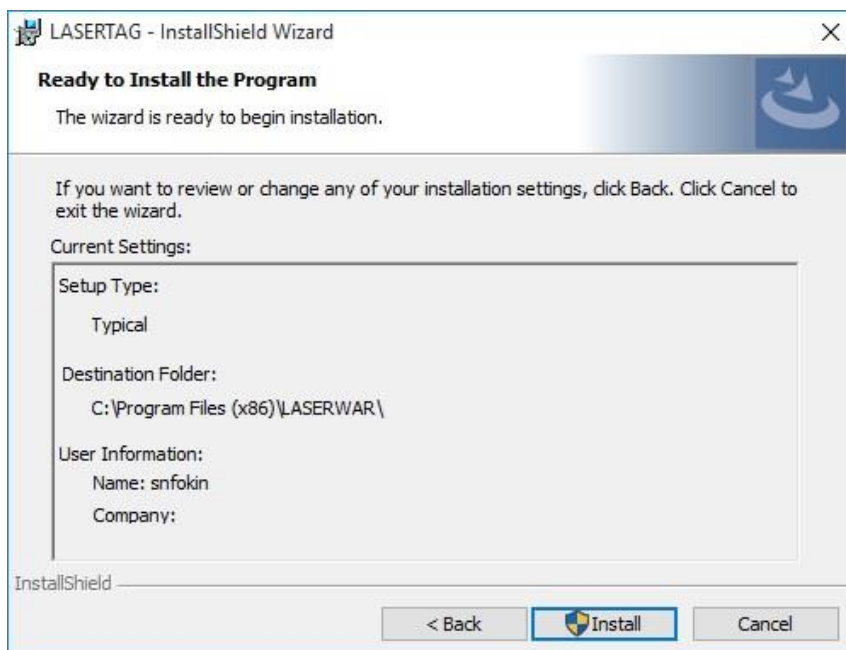 LASERTAG - InstallShield Wizard
Ready to Install the Program
The wizard is ready to begin installation.
If you want to review or change any of your installation settings, click Back. Click Cancel to
exit the wizard.
Current Settings:
Setup Type:
Typical
Destination Folder:
C:\Program Files (x86)\LASERWAR\
User Information:
Name: snfokin
Company:
InstallShield
< Back
Install
Cancel